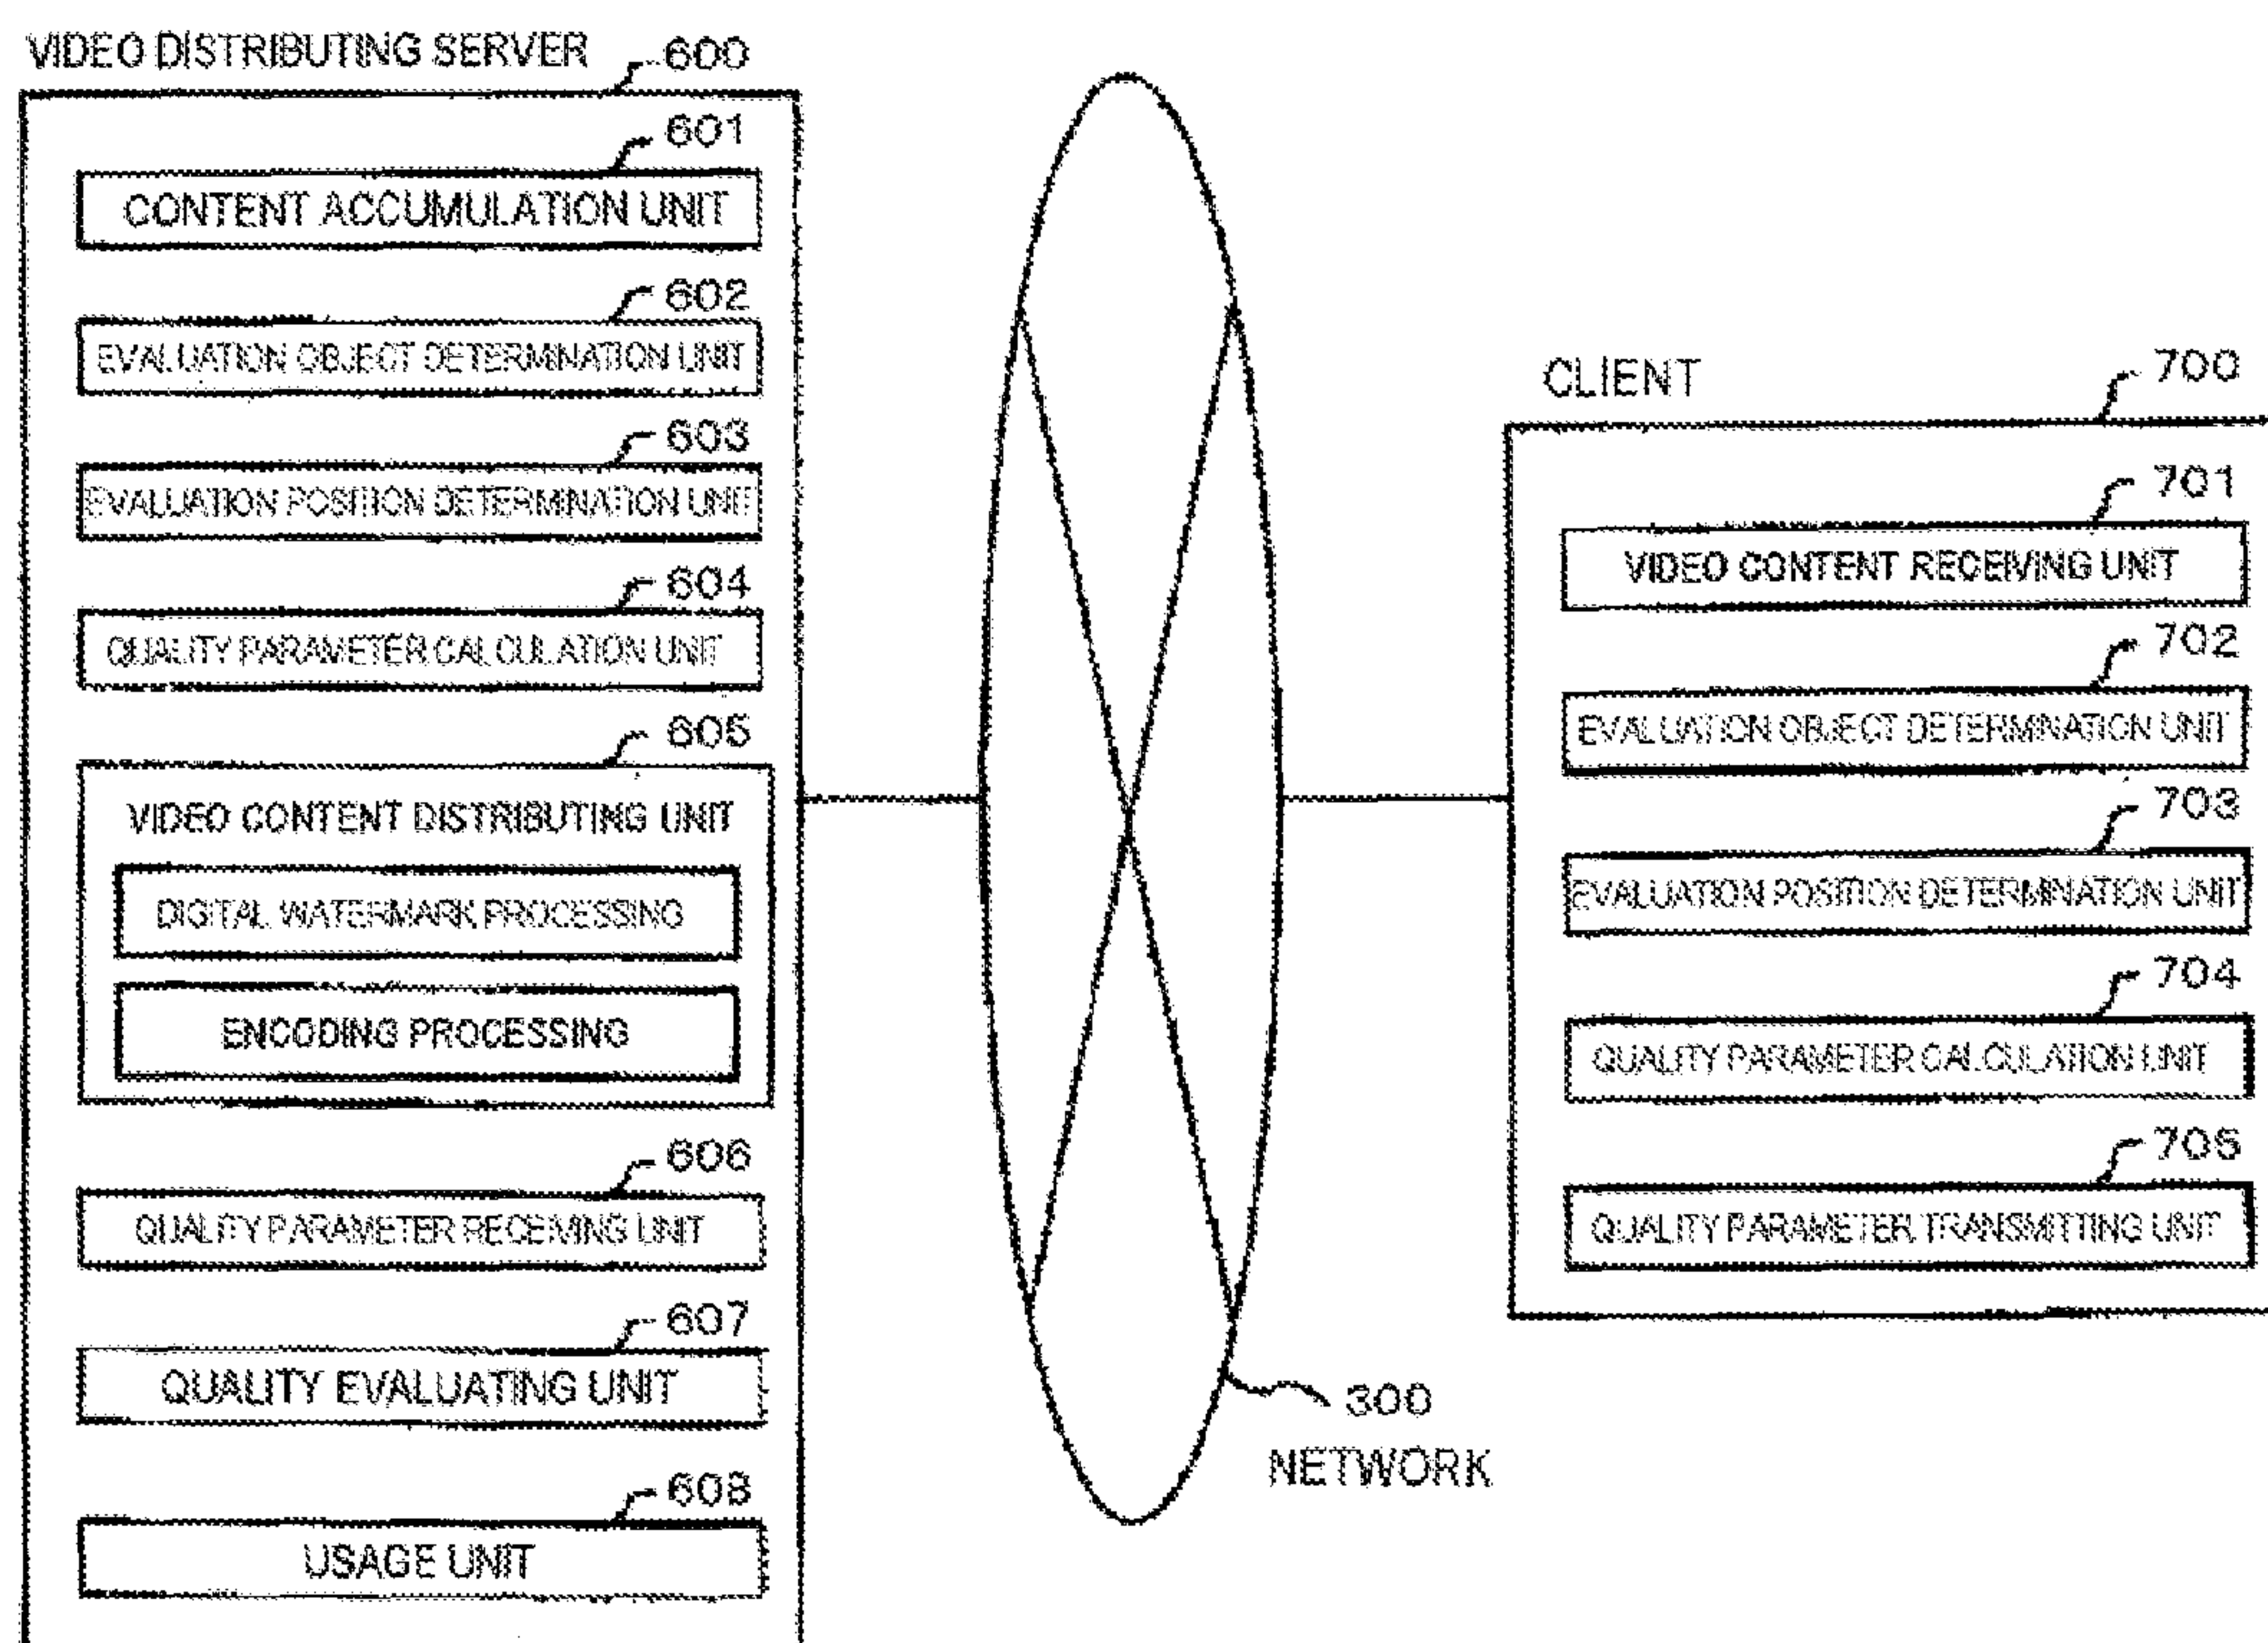 VIDEO DISTRIBUTING SERVER
600
601
CONTENT ACCUMULATION UNIT
602
EVALUATION OBJECT DETERMINATION UNIT
603
EVALUATION POSITION DETERMINATION UNIT
604
QUALITY PARAMETER CALCULATION UNIT
605
VIDEO CONTENT DISTRIBUTING UNIT
DIGITAL WATERMARK PROCESSING
ENCODING PROCESSING
606
QUALITY PARAMETER RECEIVING UNIT
607
QUALITY EVALUATING UNIT
608
USAGE UNIT
300
NETWORK
CLIENT
700
701
VIDEO CONTENT RECEIVING UNIT
702
EVALUATION OBJECT DETERMINATION UNIT
703
EVALUATION POSITION DETERMINATION UNIT
704
QUALITY PARAMETER CALCULATION UNIT
705
QUALITY PARAMETER TRANSMITTING UNIT